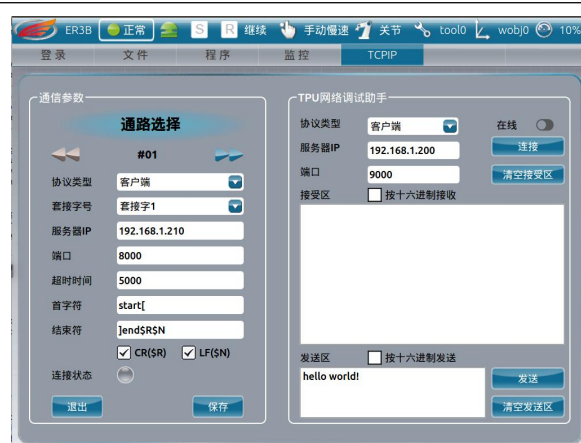 ER3B 正常 S R 继续 手动慢速 关节 tool0 wobj0 10%
登录 文件 程序 监控 TCPIP
通信参数
通路选择
#01
协议类型 客户端
套接字号 套接字1
服务器IP 192.168.1.210
端口 8000
超时时间 5000
首字符 start[
结束符 ]end$R$N
CR($R) LF($N)
连接状态
退出 保存
TPU网络调试助手
协议类型 客户端 在线
服务器IP 192.168.1.200 连接
端口 9000 清空接受区
接受区 按十六进制接收
发送区 按十六进制发送
hello world! 发送
清空发送区